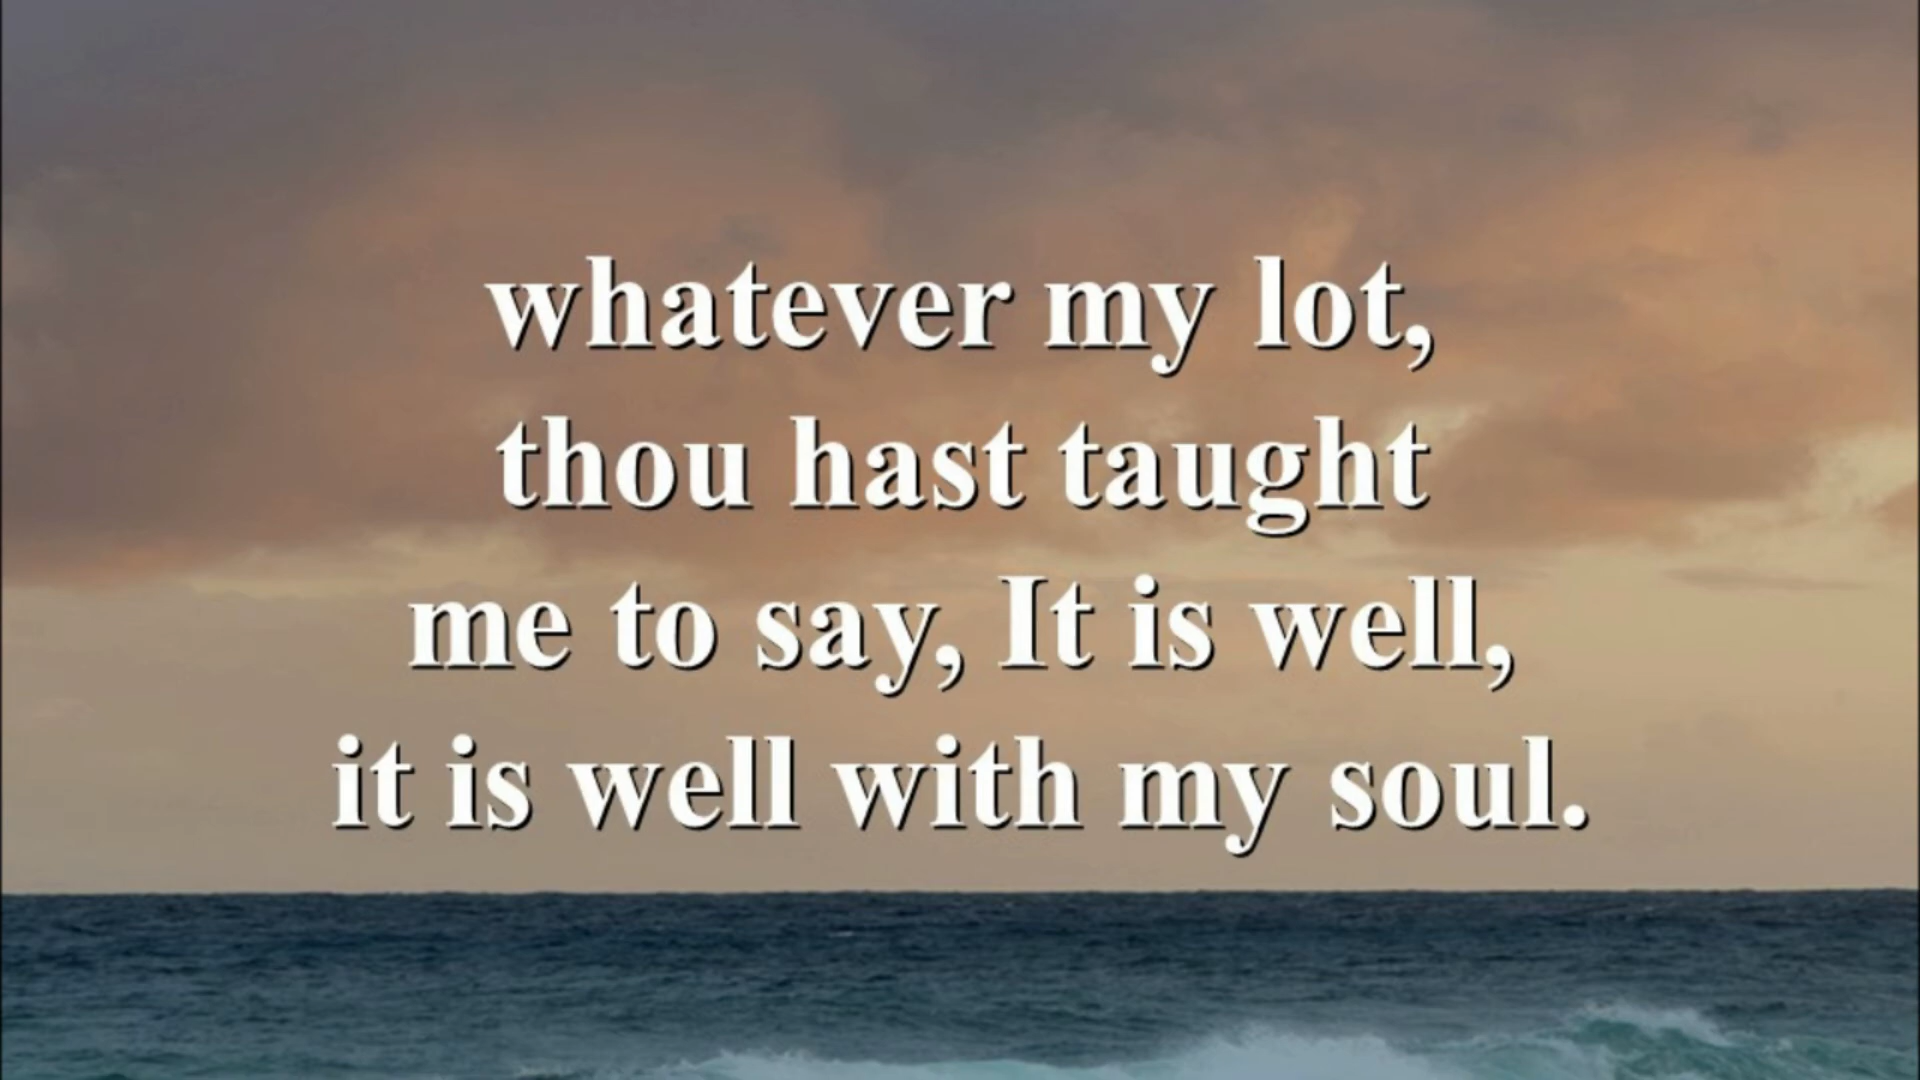 whatever my lot,
thou hast taught
me to say, It is well,
it is well with my soul.